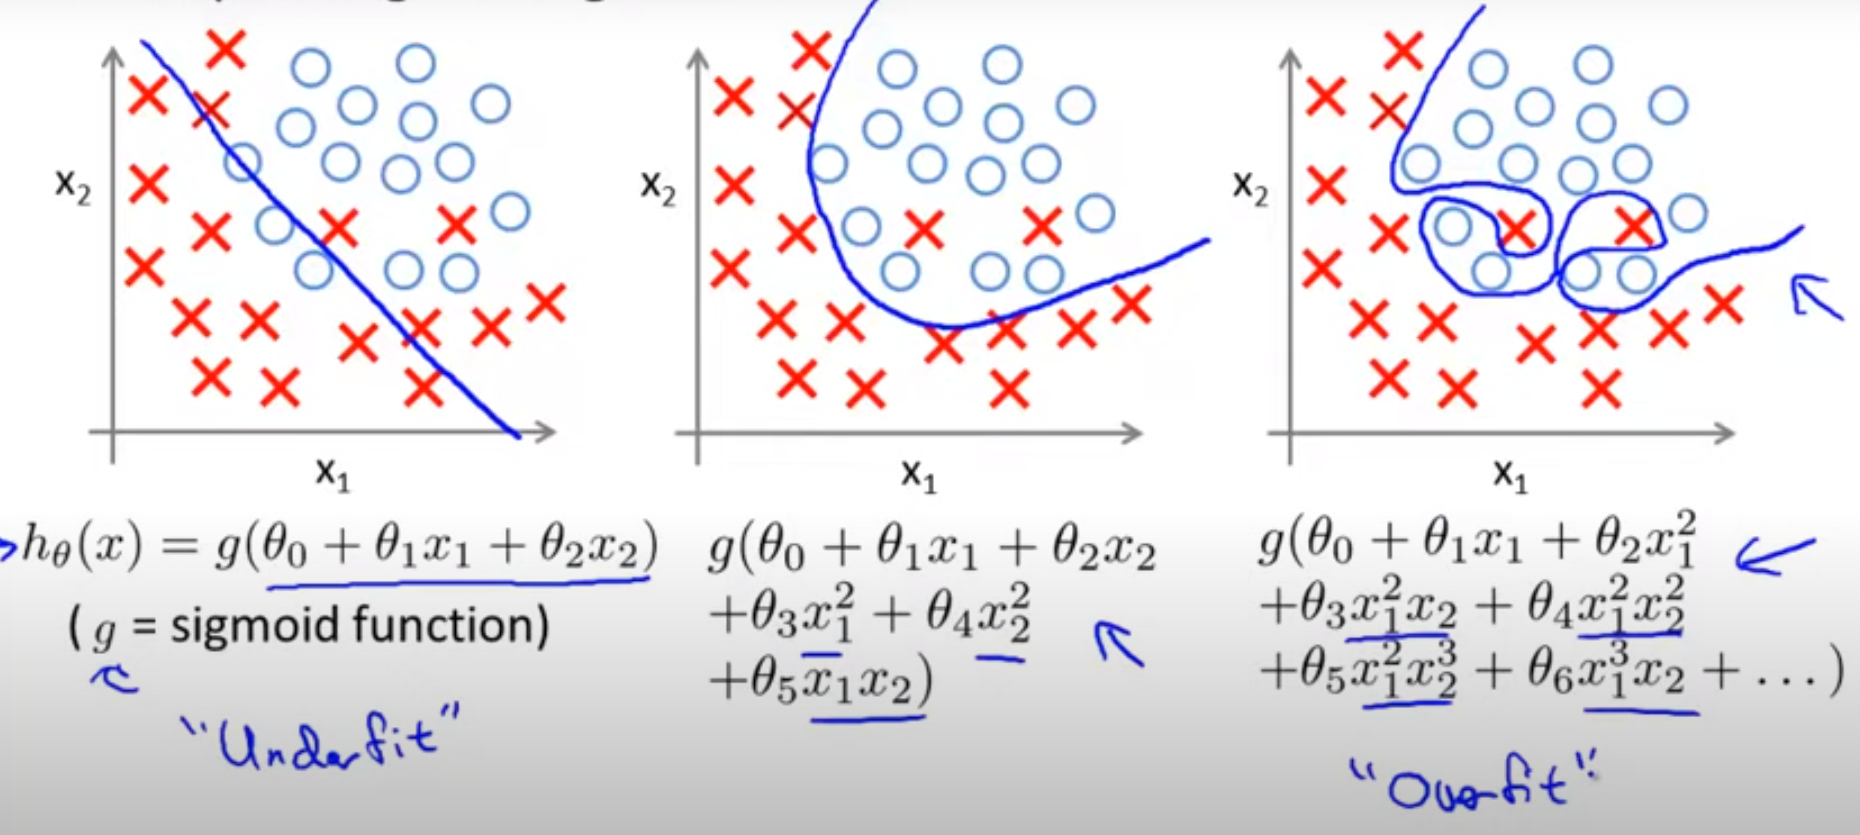 x₂
x₁
h_θ(x) = g(θ₀ + θ₁x₁ + θ₂x₂)
( g = sigmoid function)
"Underfit"
x₂
x₁
g(θ₀ + θ₁x₁ + θ₂x₂
+θ₃x₁² + θ₄x₂²
+θ₅x₁x₂)
x₂
x₁
g(θ₀ + θ₁x₁ + θ₂x₁²
+θ₃x₁²x₂ + θ₄x₁²x₂²
+θ₅x₁²x₂³ + θ₆x₁³x₂ + ...)
"Overfit"